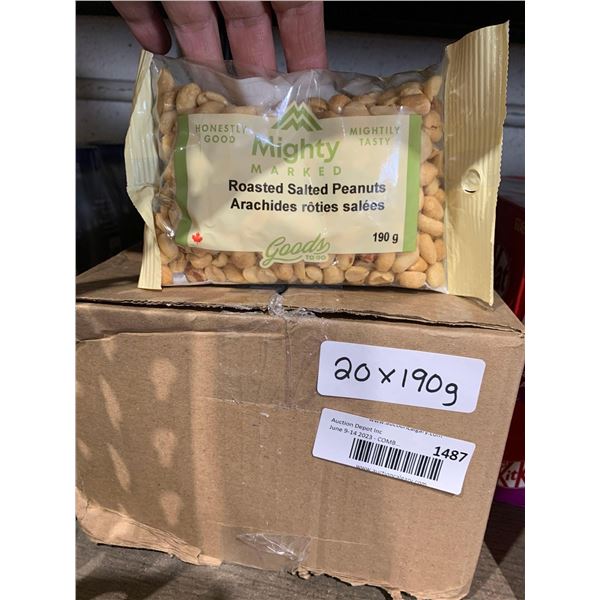 HONESTLY
GOOD
MIGHTILY
TASTY
Mighty
MARKED
Roasted Salted Peanuts
Arachides rôties salées
190 g
Goods
TO GO
20 x 190g
Auction Depot Inc
June 9-14 2023 - COMB
1487
KitK